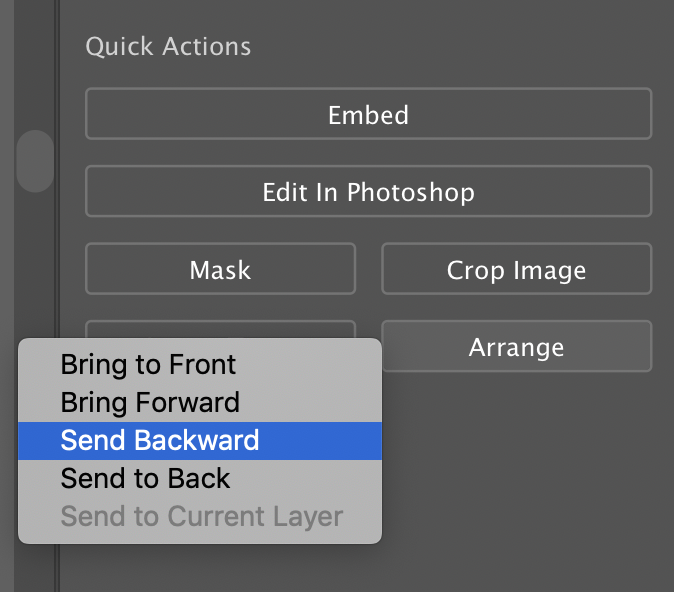 Quick Actions
Embed
Edit In Photoshop
Mask
Crop Image
Arrange
Bring to Front
Bring Forward
Send Backward
Send to Back
Send to Current Layer